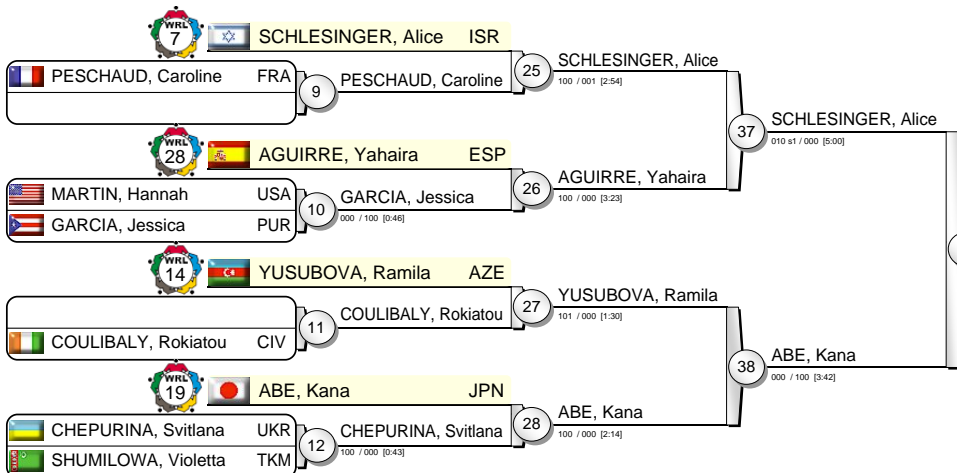 WRL
7
SCHLESINGER, Alice ISR
PESCHAUD, Caroline FRA
9
PESCHAUD, Caroline
25
SCHLESINGER, Alice
100 / 001 [2:54]
WRL
28
AGUIRRE, Yahaira ESP
MARTIN, Hannah USA
GARCIA, Jessica PUR
10
GARCIA, Jessica
000 / 100 [0:46]
26
AGUIRRE, Yahaira
100 / 000 [3:23]
37
SCHLESINGER, Alice
010 s1 / 000 [5:00]
WRL
14
YUSUBOVA, Ramila AZE
COULIBALY, Rokiatou CIV
11
COULIBALY, Rokiatou
27
YUSUBOVA, Ramila
101 / 000 [1:30]
WRL
19
ABE, Kana JPN
CHEPURINA, Svitlana UKR
SHUMILOWA, Violetta TKM
12
CHEPURINA, Svitlana
100 / 000 [0:43]
28
ABE, Kana
100 / 000 [2:14]
38
ABE, Kana
000 / 100 [3:42]